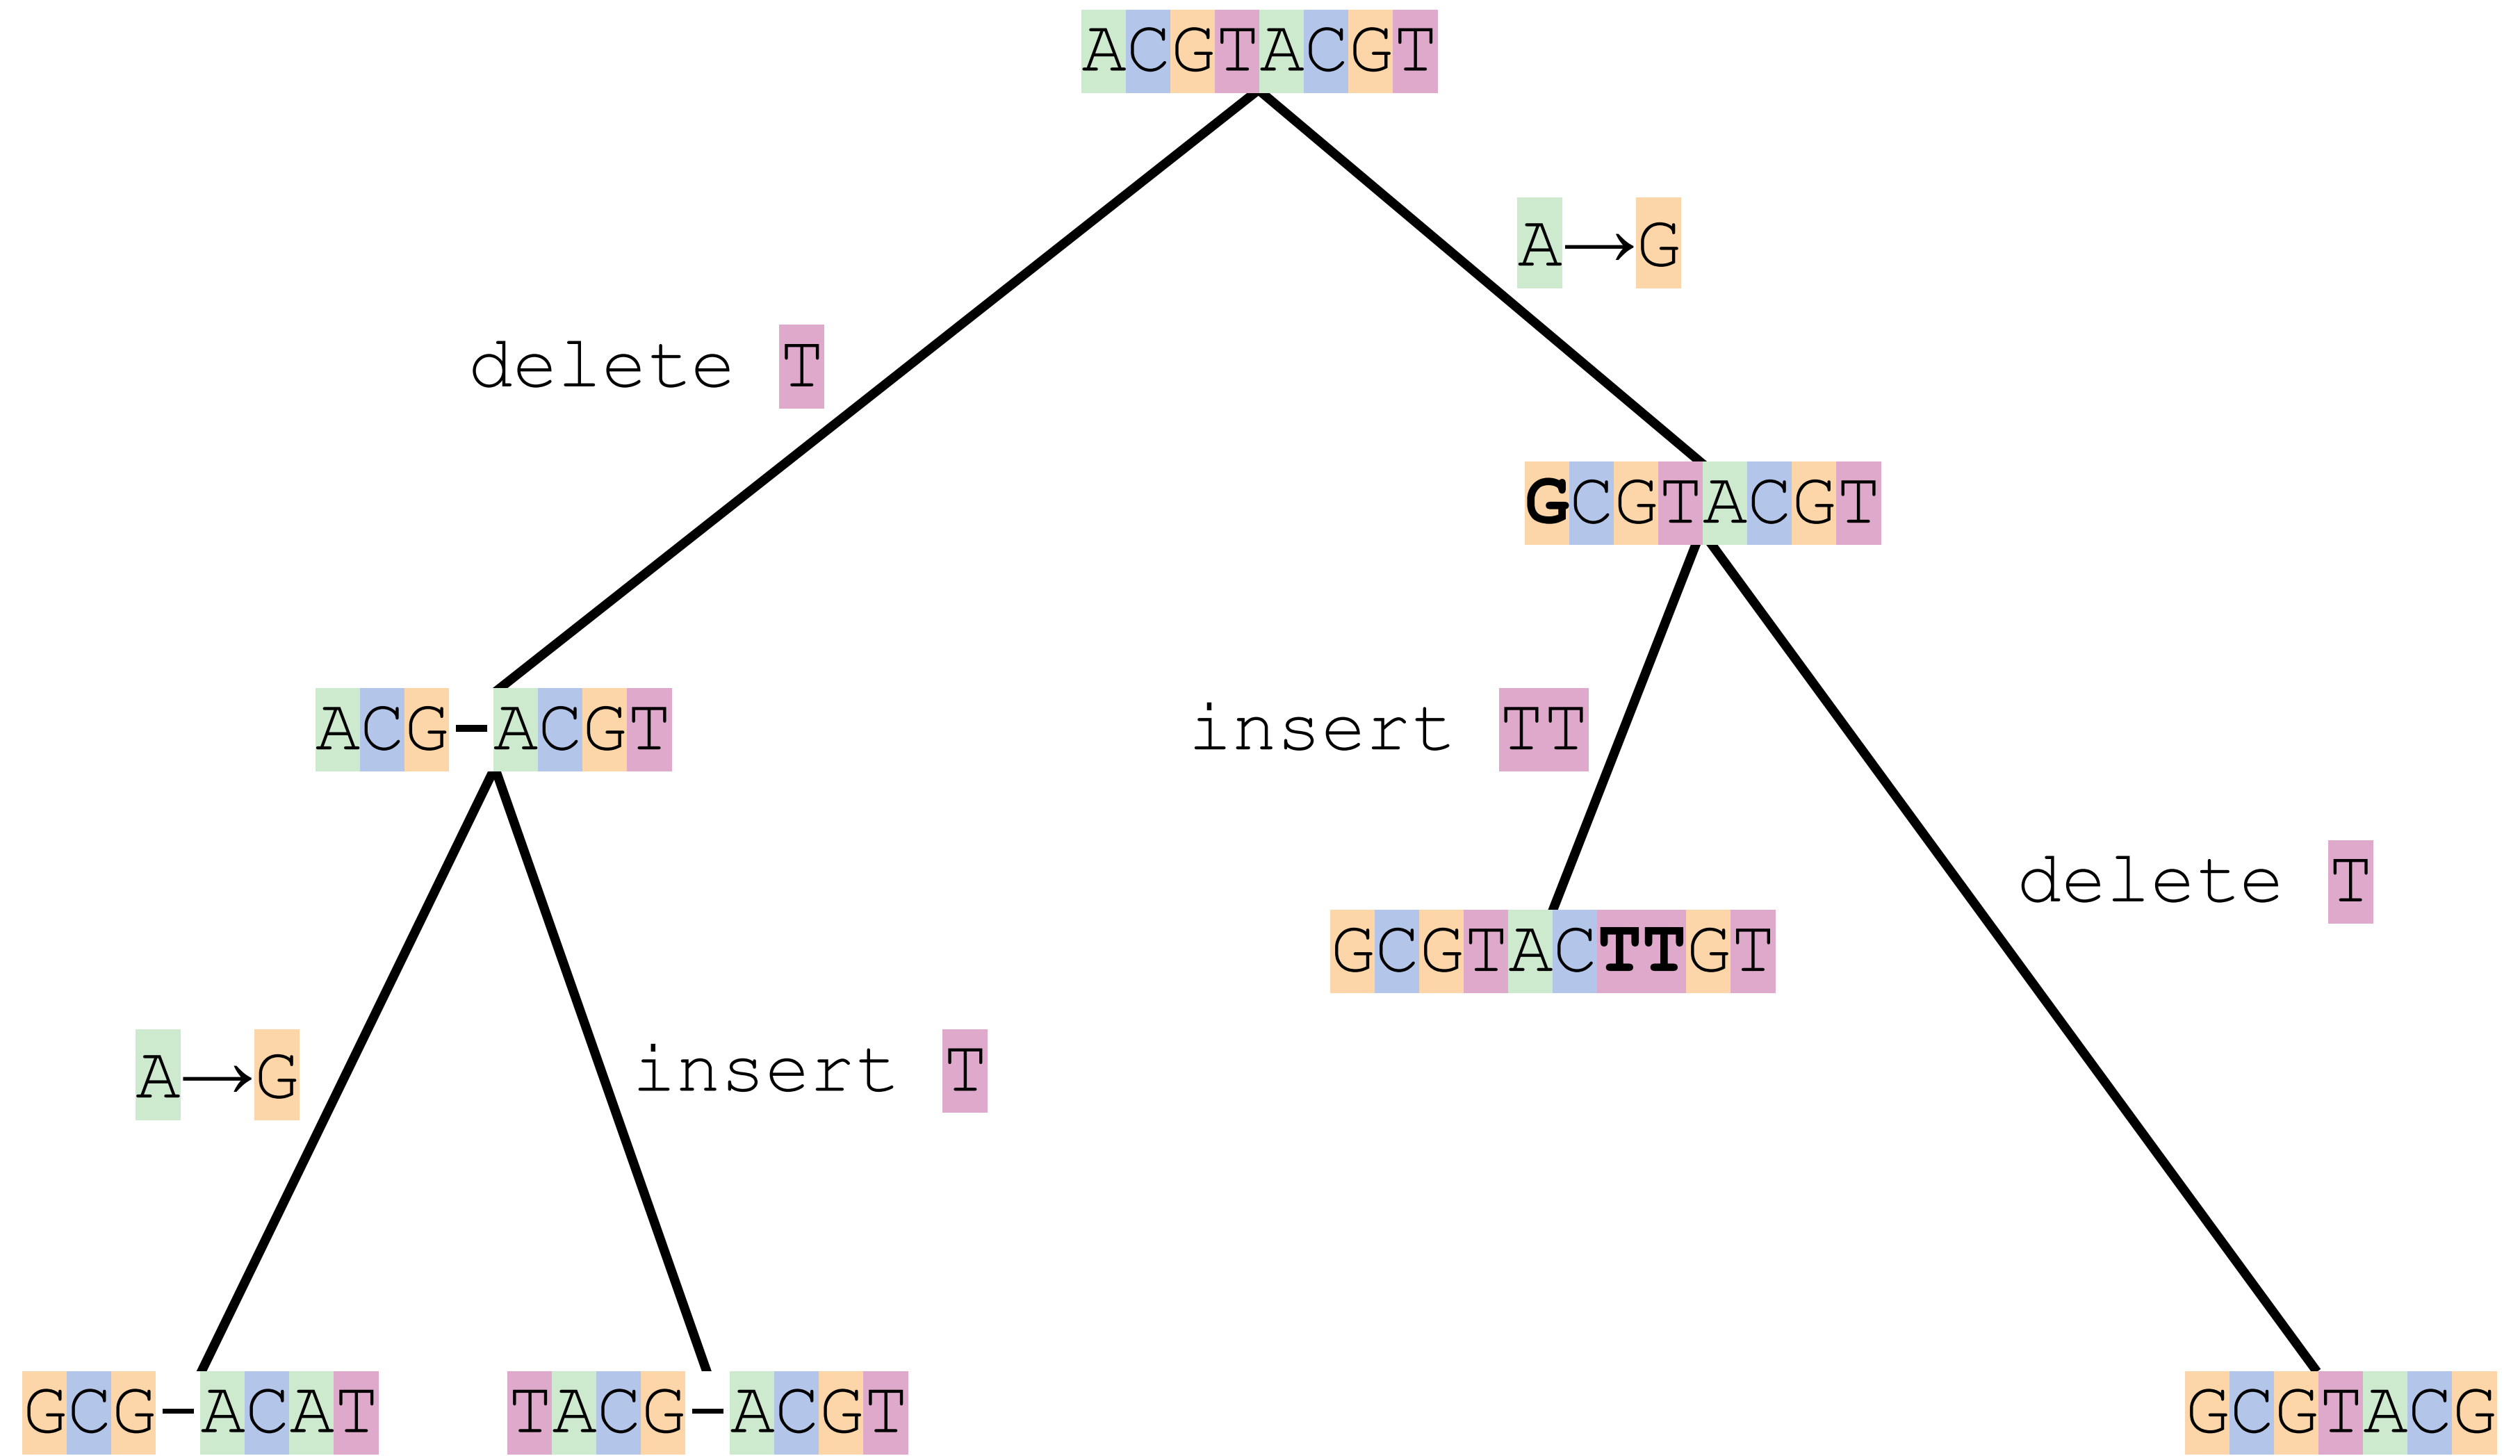 ACGTACGT
A→G
delete T
GCGTACGT
ACG-ACGT
insert TT
delete T
GCGTACTTGT
A→G
insert T
GCG-ACAT
TACG-ACGT
GCGTACG